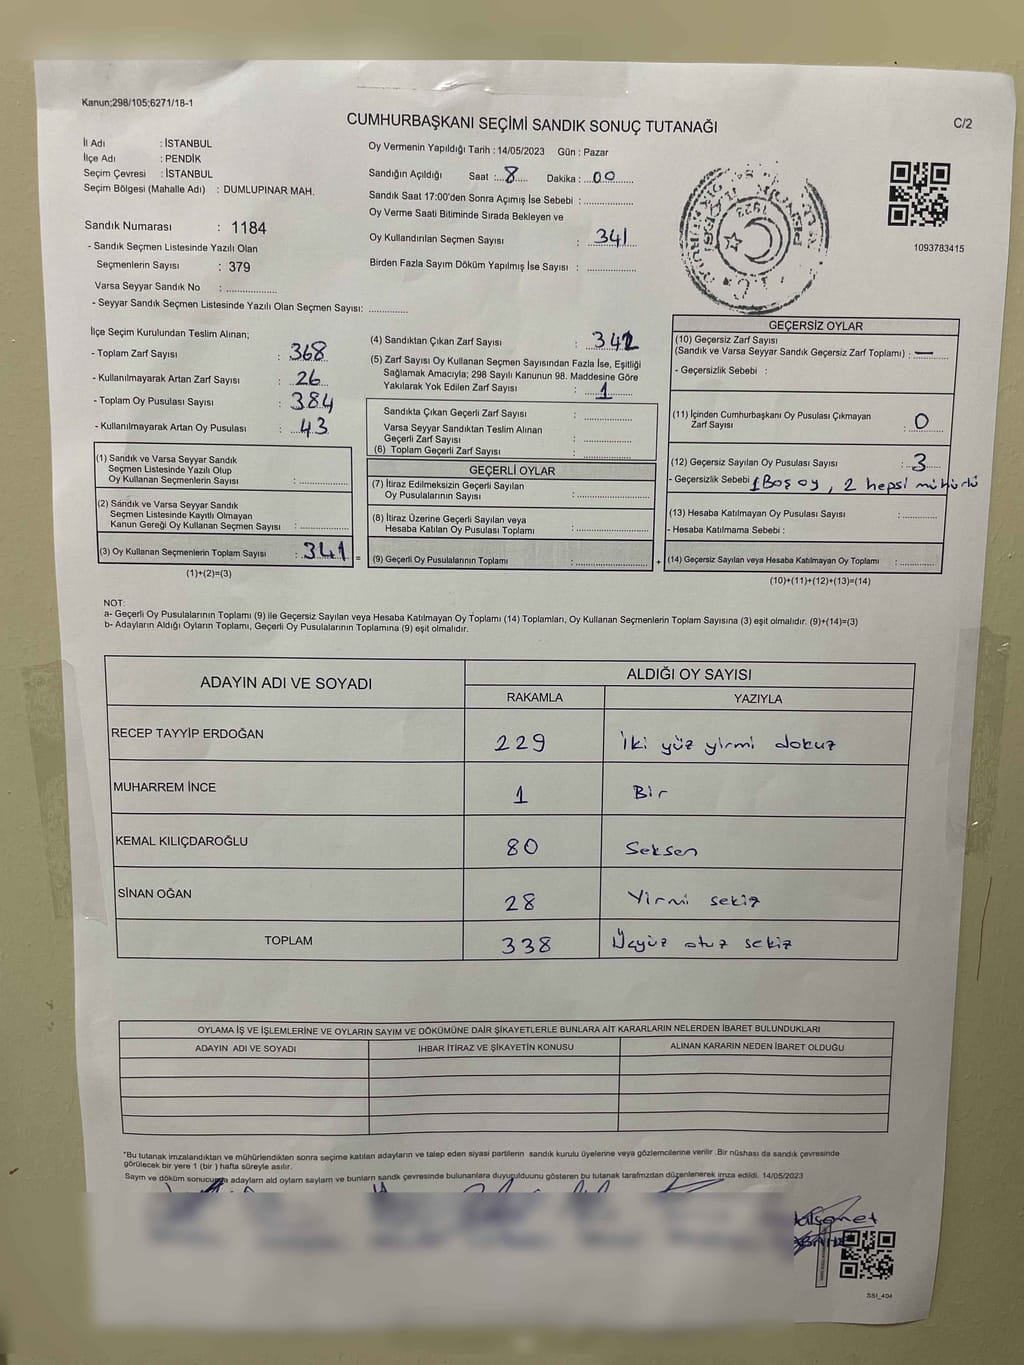 Kanun;298/105;6271/18-1
CUMHURBAŞKANI SEÇİMİ SANDIK SONUÇ TUTANAĞI
C/2
İl Adı : İSTANBUL
İlçe Adı : PENDİK
Seçim Çevresi : İSTANBUL
Seçim Bölgesi (Mahalle Adı) : DUMLUPINAR MAH.
Sandık Numarası : 1184
- Sandık Seçmen Listesinde Yazılı Olan
Seçmenlerin Sayısı : 379
Varsa Seyyar Sandık No : ................
- Seyyar Sandık Seçmen Listesinde Yazılı Olan Seçmen Sayısı: ............
Oy Vermenin Yapıldığı Tarih : 14/05/2023 Gün : Pazar
Sandığın Açıldığı Saat :...8..... Dakika :...00......
Sandık Saat 17:00'den Sonra Açımış İse Sebebi : ................
Oy Verme Saati Bitiminde Sırada Bekleyen ve
Oy Kullandırılan Seçmen Sayısı : 341
Birden Fazla Sayım Döküm Yapılmış İse Sayısı : ................
1093783415
İlçe Seçim Kurulundan Teslim Alınan;
- Toplam Zarf Sayısı : 368
- Kullanılmayarak Artan Zarf Sayısı : 26
- Toplam Oy Pusulası Sayısı : 384
- Kullanılmayarak Artan Oy Pusulası : 43
(4) Sandıktan Çıkan Zarf Sayısı : 342
(5) Zarf Sayısı Oy Kullanan Seçmen Sayısından Fazla İse, Eşitliği
Sağlamak Amacıyla; 298 Sayılı Kanunun 98. Maddesine Göre
Yakılarak Yok Edilen Zarf Sayısı : 1
Sandıkta Çıkan Geçerli Zarf Sayısı : ................
Varsa Seyyar Sandıktan Teslim Alınan
Geçerli Zarf Sayısı : ................
(6) Toplam Geçerli Zarf Sayısı : ................
GEÇERSİZ OYLAR
(10) Geçersiz Zarf Sayısı
(Sandık ve Varsa Seyyar Sandık Geçersiz Zarf Toplamı) : —
- Geçersizlik Sebebi :
(11) İçinden Cumhurbaşkanı Oy Pusulası Çıkmayan
Zarf Sayısı : 0
(12) Geçersiz Sayılan Oy Pusulası Sayısı : 3
- Geçersizlik Sebebi 1 Boş oy, 2 hepsi mühürlü
(13) Hesaba Katılmayan Oy Pusulası Sayısı : ............
- Hesaba Katılmama Sebebi :
(14) Geçersiz Sayılan veya Hesaba Katılmayan Oy Toplamı : ............
(10)+(11)+(12)+(13)=(14)
(1) Sandık ve Varsa Seyyar Sandık
Seçmen Listesinde Yazılı Olup
Oy Kullanan Seçmenlerin Sayısı : ................
(2) Sandık ve Varsa Seyyar Sandık
Seçmen Listesinde Kayıtlı Olmayan
Kanun Gereği Oy Kullanan Seçmen Sayısı : ................
(3) Oy Kullanan Seçmenlerin Toplam Sayısı : 341 =
(1)+(2)=(3)
GEÇERLİ OYLAR
(7) İtiraz Edilmeksizin Geçerli Sayılan
Oy Pusulalarının Sayısı : ................
(8) İtiraz Üzerine Geçerli Sayılan veya
Hesaba Katılan Oy Pusulası Toplamı : ................
(9) Geçerli Oy Pusulalarının Toplamı : ................ +
NOT:
a- Geçerli Oy Pusulalarının Toplamı (9) ile Geçersiz Sayılan veya Hesaba Katılmayan Oy Toplamı (14) Toplamları, Oy Kullanan Seçmenlerin Toplam Sayısına (3) eşit olmalıdır. (9)+(14)=(3)
b- Adayların Aldığı Oyların Toplamı, Geçerli Oy Pusulalarının Toplamına (9) eşit olmalıdır.
ADAYIN ADI VE SOYADI ALDIĞI OY SAYISI
RAKAMLA YAZIYLA
RECEP TAYYİP ERDOĞAN 229 İki yüz yirmi dokuz
MUHARREM İNCE 1 Bir
KEMAL KILIÇDAROĞLU 80 Seksen
SİNAN OĞAN 28 Yirmi sekiz
TOPLAM 338 Üçyüz otuz sekiz
OYLAMA İŞ VE İŞLEMLERİNE VE OYLARIN SAYIM VE DÖKÜMÜNE DAİR ŞİKAYETLERLE BUNLARA AİT KARARLARIN NELERDEN İBARET BULUNDUKLARI
ADAYIN ADI VE SOYADI İHBAR İTİRAZ VE ŞİKAYETİN KONUSU ALINAN KARARIN NEDEN İBARET OLDUĞU
*Bu tutanak imzalandıktan ve mühürlendikten sonra seçime katılan adayların ve talep eden siyasi partilerin sandık kurulu üyelerine veya gözlemcilerine verilir .Bir nüshası da sandık çevresinde
görülecek bir yere 1 (bir ) hafta süreyle asılır.
Sayım ve döküm sonucunda adayların aldı oyların sayıları ve bunların sandık çevresinde bulunanlara duyurulduunu gösteren bu tutanak tarafımızdan düzenlenerek imza edildi. 14/05/2023
SSI_404